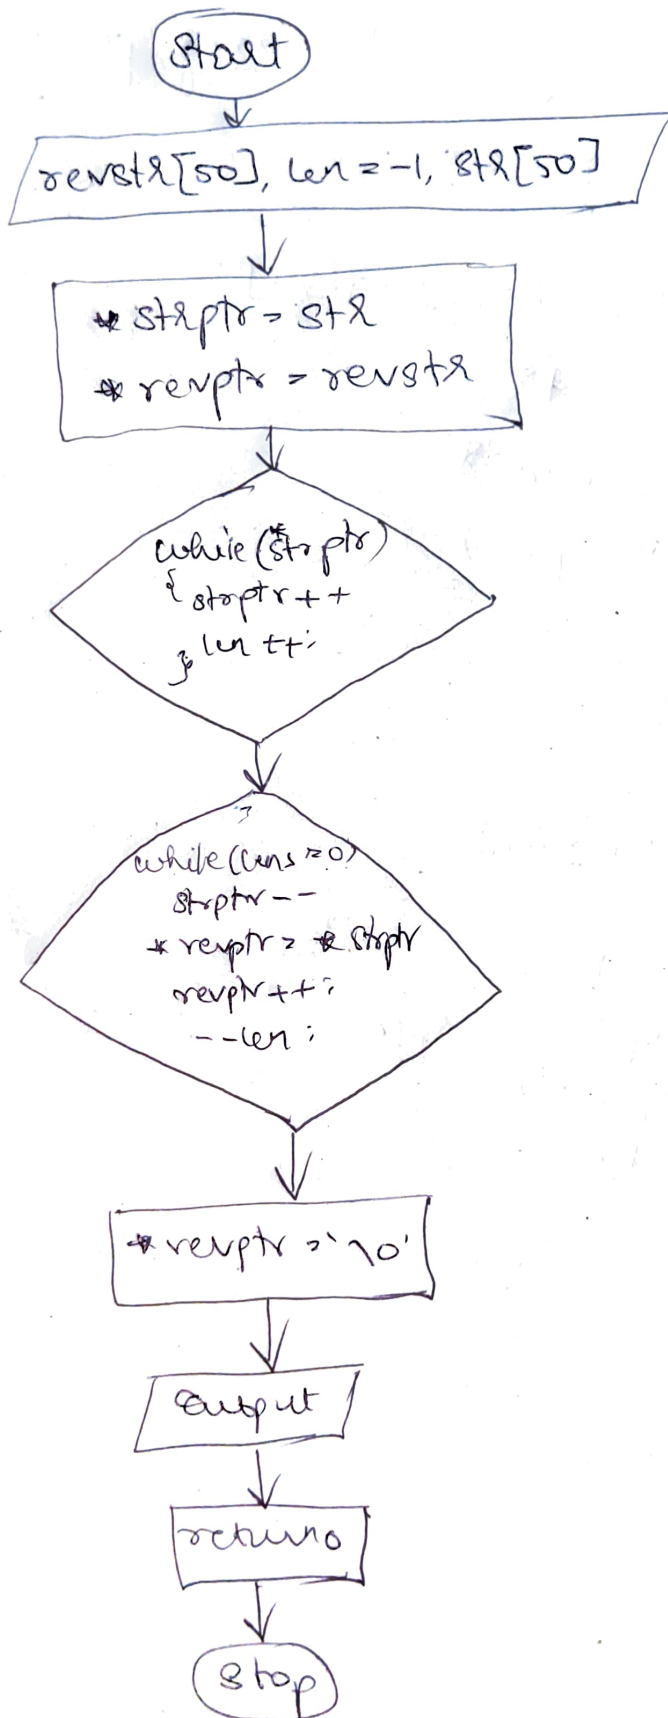 Start
revstr[50], len = -1, str[50]
* strptr = str
* revptr = revstr
while (*strptr)
{ strptr++
len ++;
}
while (lens >= 0)
strptr--
* revptr = * strptr
revptr++;
--len ;
* revptr = '\0'
Output
return 0
Stop